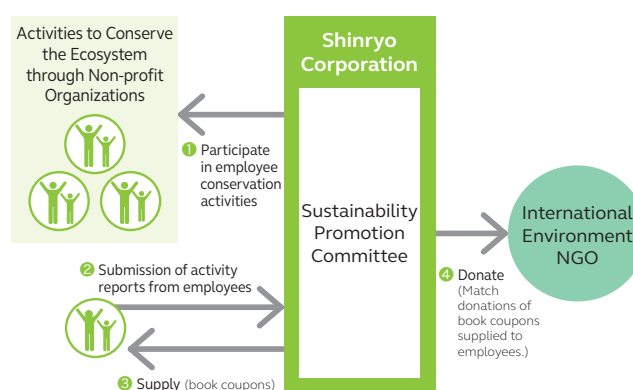 Activities to Conserve
the Ecosystem
through Non-profit
Organizations
Shinryo
Corporation
1 Participate
in employee
conservation
activities
Sustainability
Promotion
Committee
International
Environment
NGO
2 Submission of activity
reports from employees
4 Donate
(Match
donations of
book coupons
supplied to
employees.)
3 Supply (book coupons)